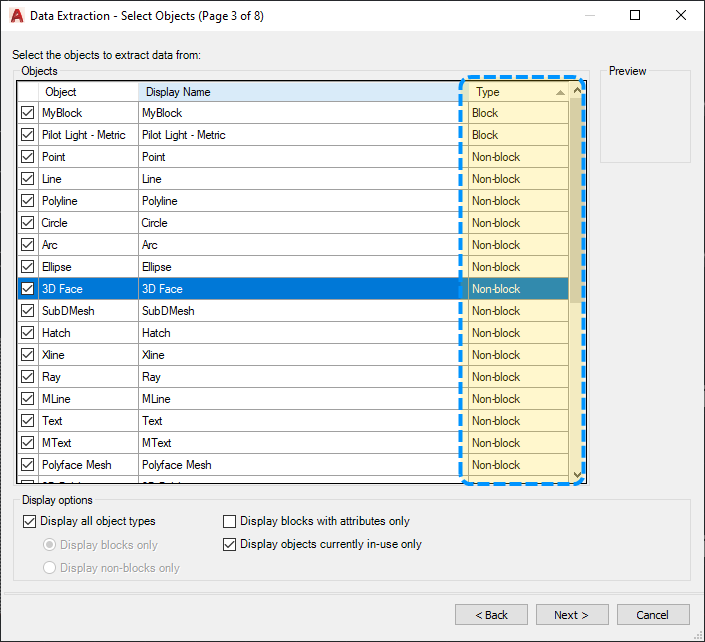 Data Extraction - Select Objects (Page 3 of 8)
Select the objects to extract data from:
Objects
Preview
Object Display Name Type
MyBlock MyBlock Block
Pilot Light - Metric Pilot Light - Metric Block
Point Point Non-block
Line Line Non-block
Polyline Polyline Non-block
Circle Circle Non-block
Arc Arc Non-block
Ellipse Ellipse Non-block
3D Face 3D Face Non-block
SubDMesh SubDMesh Non-block
Hatch Hatch Non-block
Xline Xline Non-block
Ray Ray Non-block
MLine MLine Non-block
Text Text Non-block
MText MText Non-block
Polyface Mesh Polyface Mesh Non-block
Display options
Display all object types Display blocks with attributes only
Display blocks only Display objects currently in-use only
Display non-blocks only
< Back Next > Cancel